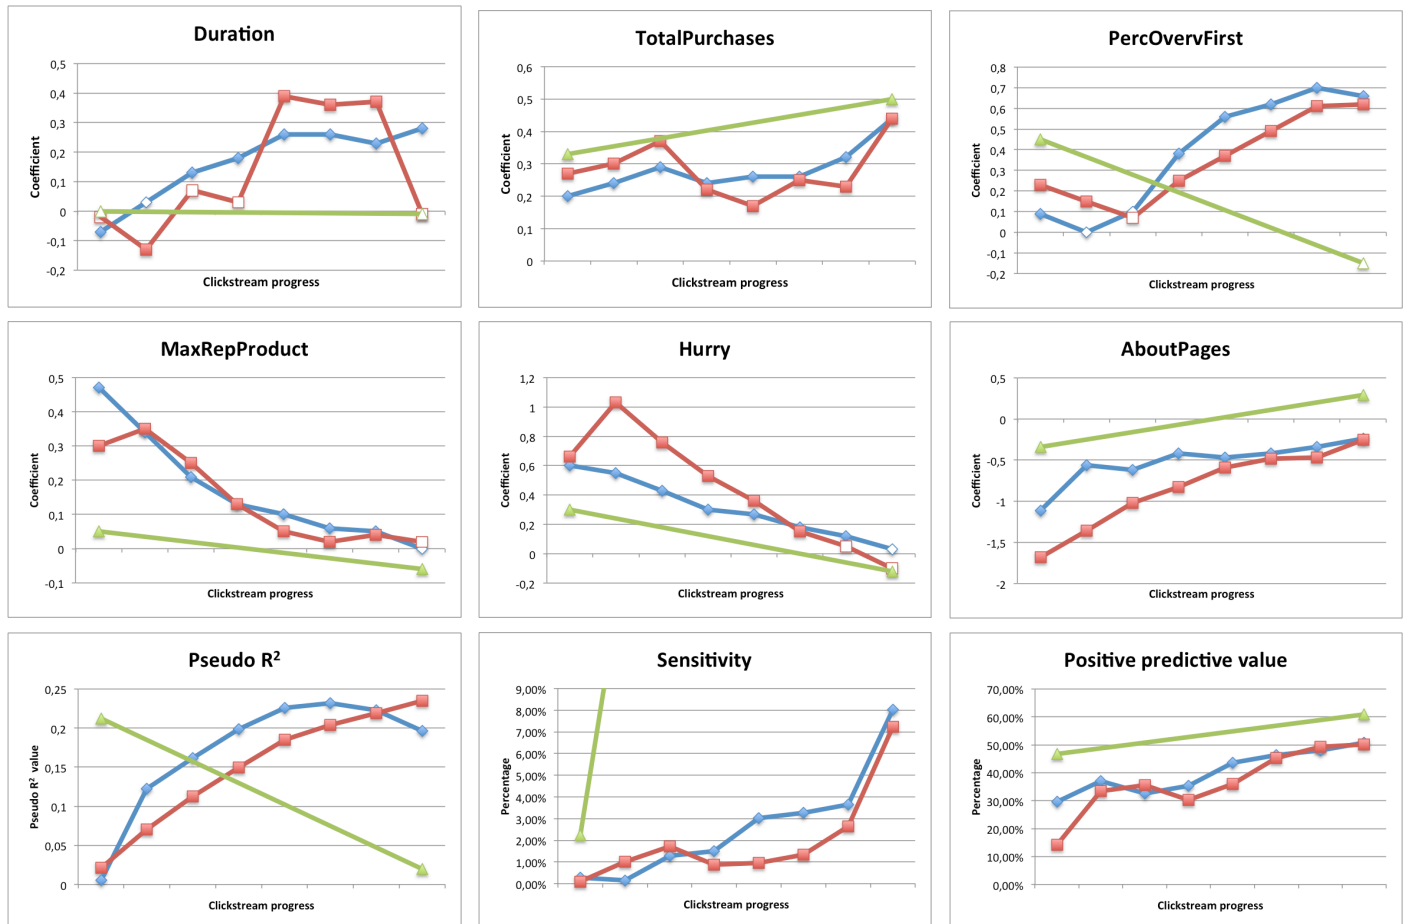 Duration
0,5
0,4
0,3
0,2
0,1
0
-0,1
-0,2
Coefficient
Clickstream progress
TotalPurchases
0,6
0,5
0,4
0,3
0,2
0,1
0
Coefficient
Clickstream progress
PercOvervFirst
0,8
0,7
0,6
0,5
0,4
0,3
0,2
0,1
0
-0,1
-0,2
Coefficient
Clickstream progress
MaxRepProduct
0,5
0,4
0,3
0,2
0,1
0
-0,1
Coefficient
Clickstream progress
Hurry
1,2
1
0,8
0,6
0,4
0,2
0
-0,2
Coefficient
Clickstream progress
AboutPages
0,5
0
-0,5
-1
-1,5
-2
Coefficient
Clickstream progress
Pseudo R²
0,25
0,2
0,15
0,1
0,05
0
Pseudo R² value
Clickstream progress
Sensitivity
9,00%
8,00%
7,00%
6,00%
5,00%
4,00%
3,00%
2,00%
1,00%
0,00%
Percentage
Clickstream progress
Positive predictive value
70,00%
60,00%
50,00%
40,00%
30,00%
20,00%
10,00%
0,00%
Percentage
Clickstream progress